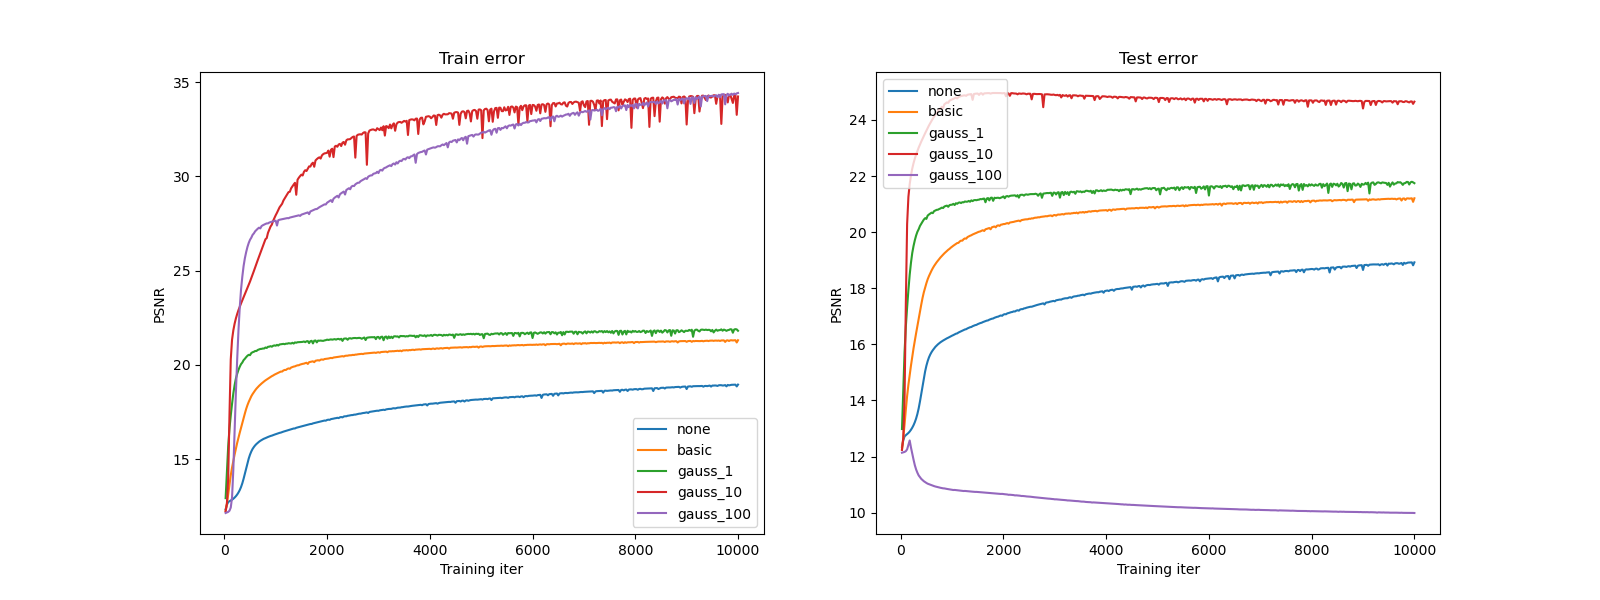 Train error
PSNR
35
30
25
20
15
0 2000 4000 6000 8000 10000
Training iter
none
basic
gauss_1
gauss_10
gauss_100
Test error
PSNR
24
22
20
18
16
14
12
10
0 2000 4000 6000 8000 10000
Training iter
none
basic
gauss_1
gauss_10
gauss_100